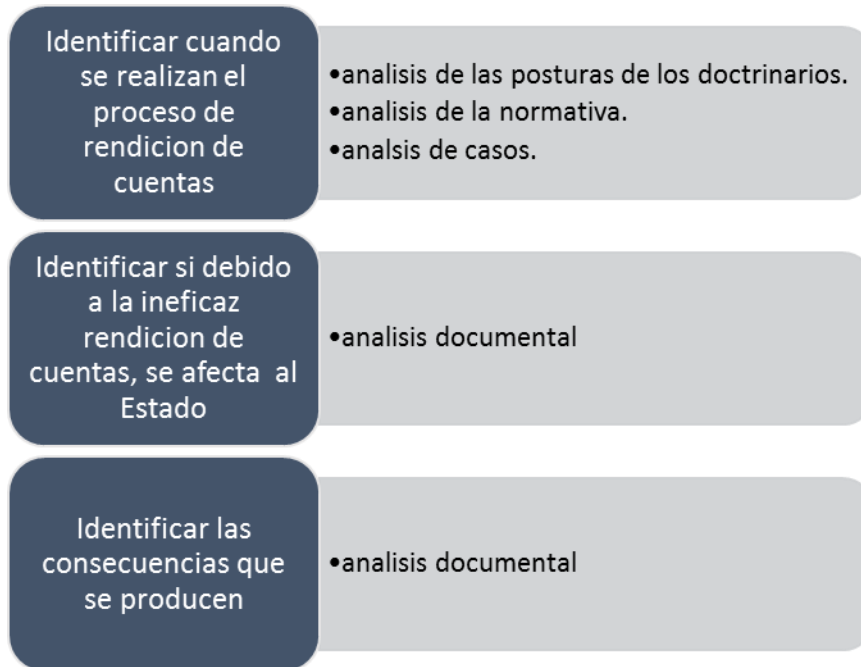 Identificar cuando
se realizan el
proceso de
rendicion de
cuentas
•analisis de las posturas de los doctrinarios.
•analisis de la normativa.
•analsis de casos.
Identificar si debido
a la ineficaz
rendicion de
cuentas, se afecta al
Estado
•analisis documental
Identificar las
consecuencias que
se producen
•analisis documental